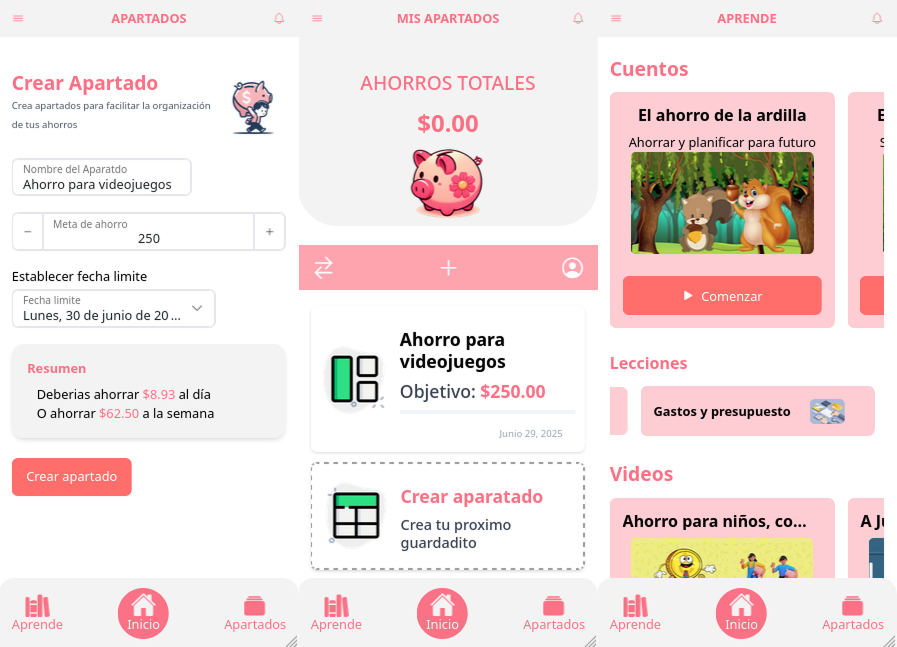 APARTADOS
Crear Apartado
Crea apartados para facilitar la organización
de tus ahorros
Nombre del Aparatdo
Ahorro para videojuegos
−
Meta de ahorro
250
+
Establecer fecha limite
Fecha limite
Lunes, 30 de junio de 20...
Resumen
Deberias ahorrar $8.93 al día
O ahorrar $62.50 a la semana
Crear apartado
Aprende
Inicio
Apartados
MIS APARTADOS
AHORROS TOTALES
$0.00
Ahorro para
videojuegos
Objetivo: $250.00
Junio 29, 2025
Crear aparatado
Crea tu proximo
guardadito
Aprende
Inicio
Apartados
APRENDE
Cuentos
El ahorro de la ardilla
Ahorrar y planificar para futuro
Comenzar
Lecciones
Gastos y presupuesto
Videos
Ahorro para niños, co...
Aprende
Inicio
Apartados